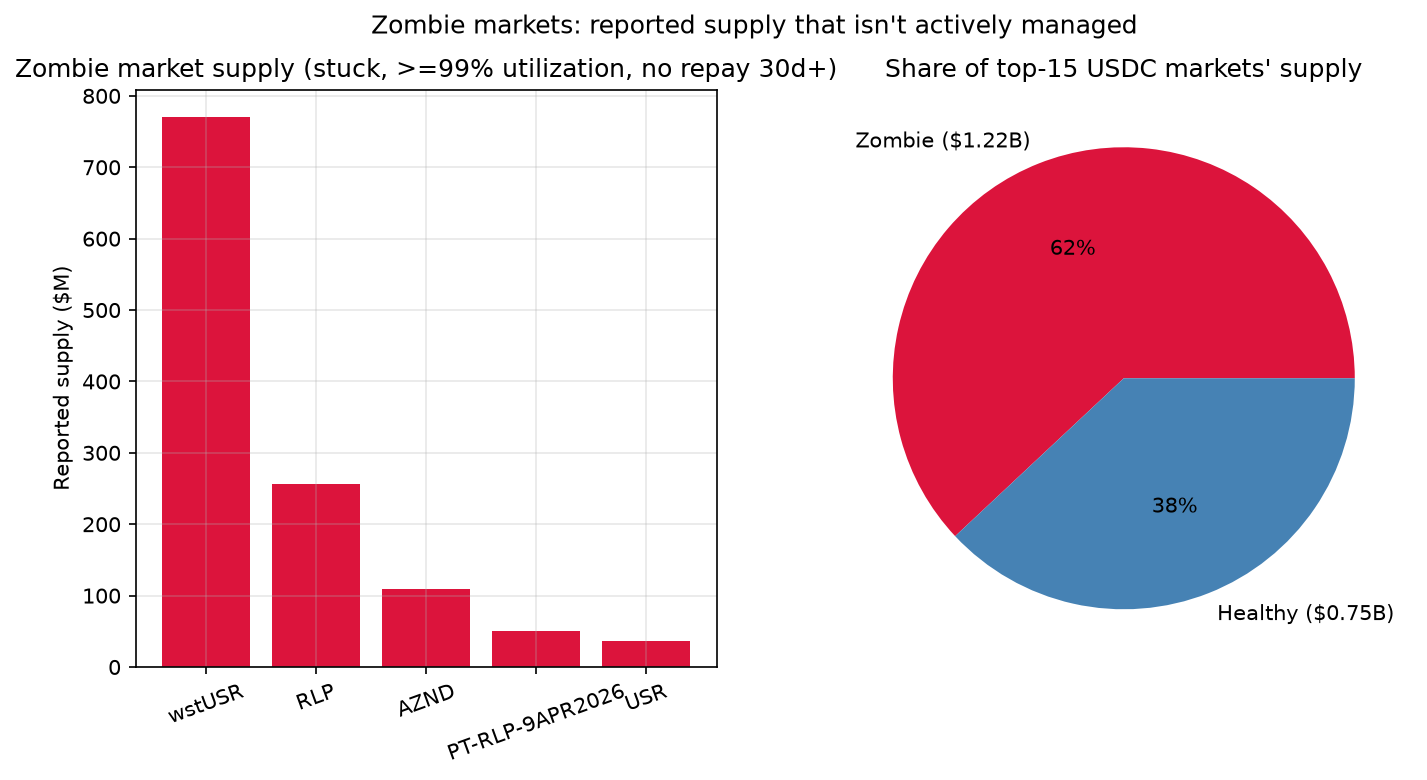 Zombie markets: reported supply that isn't actively managed
Zombie market supply (stuck, >=99% utilization, no repay 30d+)
Reported supply ($M)
800
700
600
500
400
300
200
100
0
wstUSR
RLP
AZND
PT-RLP-9APR2026
USR
Share of top-15 USDC markets' supply
Zombie ($1.22B)
62%
38%
Healthy ($0.75B)